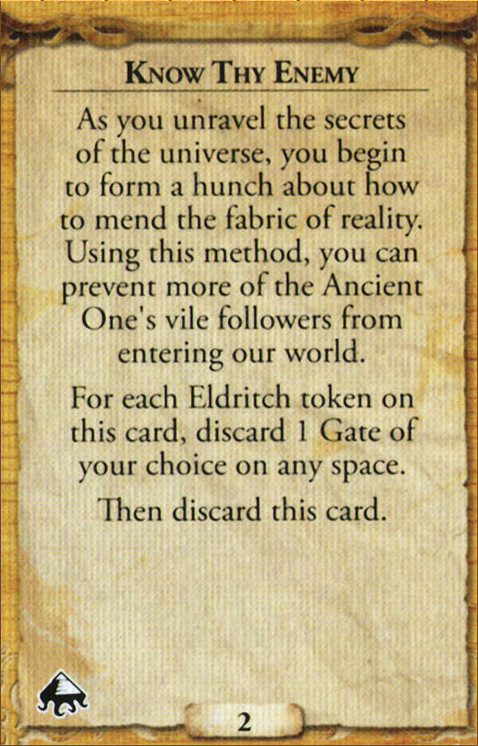 Know Thy Enemy
As you unravel the secrets
of the universe, you begin
to form a hunch about how
to mend the fabric of reality.
Using this method, you can
prevent more of the Ancient
One's vile followers from
entering our world.
For each Eldritch token on
this card, discard 1 Gate of
your choice on any space.
Then discard this card.
2